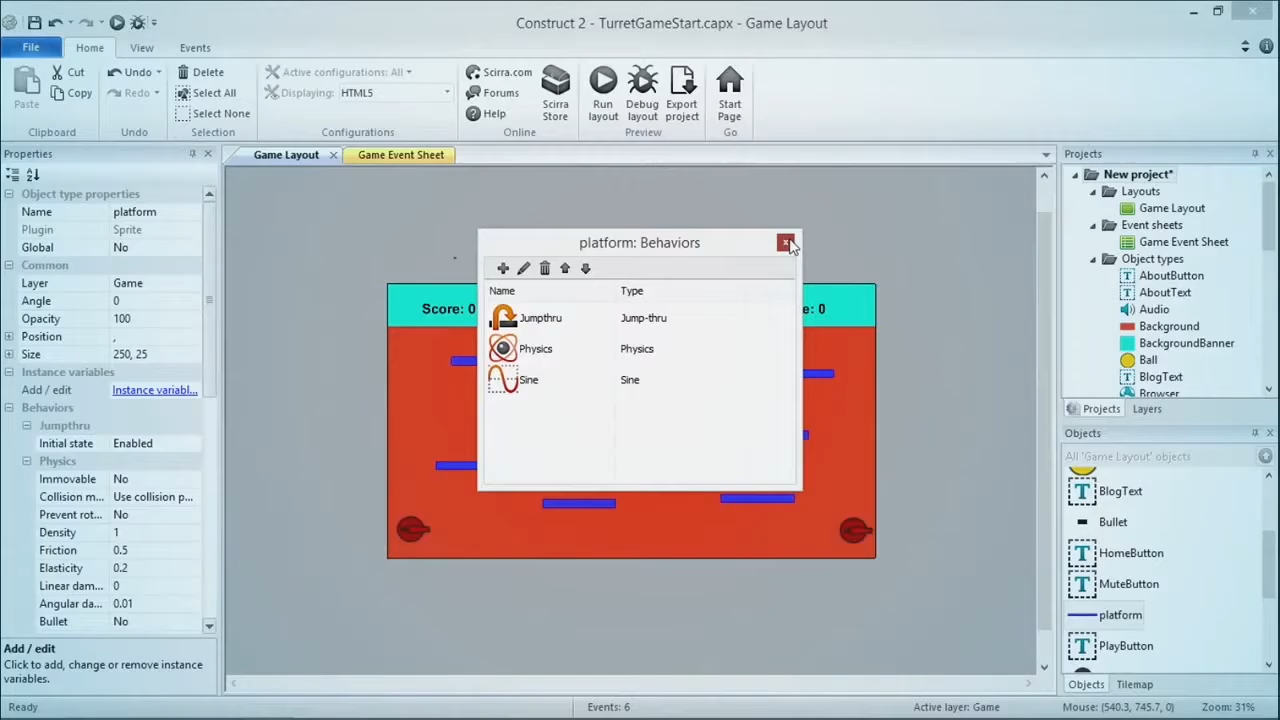 Construct 2 - TurretGameStart.capx - Game Layout
File
Home
View
Events
Paste
Cut
Copy
Clipboard
Undo
Redo
Undo
Delete
Select All
Select None
Selection
Active configurations: All
Displaying: HTML5
Configurations
Scirra.com
Forums
Help
Scirra Store
Online
Run layout
Debug layout
Export project
Preview
Start Page
Go
Properties
Object type properties
Name platform
Plugin Sprite
Global No
Common
Layer Game
Angle 0
Opacity 100
Position ,
Size 250, 25
Instance variables
Add / edit Instance variabl...
Behaviors
Jumpthru
Initial state Enabled
Physics
Immovable No
Collision m... Use collision p...
Prevent rot... No
Density 1
Friction 0.5
Elasticity 0.2
Linear dam... 0
Angular da... 0.01
Bullet No
Add / edit
Click to add, change or remove instance
variables.
Game Layout
Game Event Sheet
Score: 0
e: 0
platform: Behaviors
Name Type
Jumpthru Jump-thru
Physics Physics
Sine Sine
Projects
New project*
Layouts
Game Layout
Event sheets
Game Event Sheet
Object types
AboutButton
AboutText
Audio
Background
BackgroundBanner
Ball
BlogText
Browser
Projects Layers
Objects
All 'Game Layout' objects
BlogText
Bullet
HomeButton
MuteButton
platform
PlayButton
Objects Tilemap
Ready
Events: 6
Active layer: Game
Mouse: (540.3, 745.7, 0)
Zoom: 31%